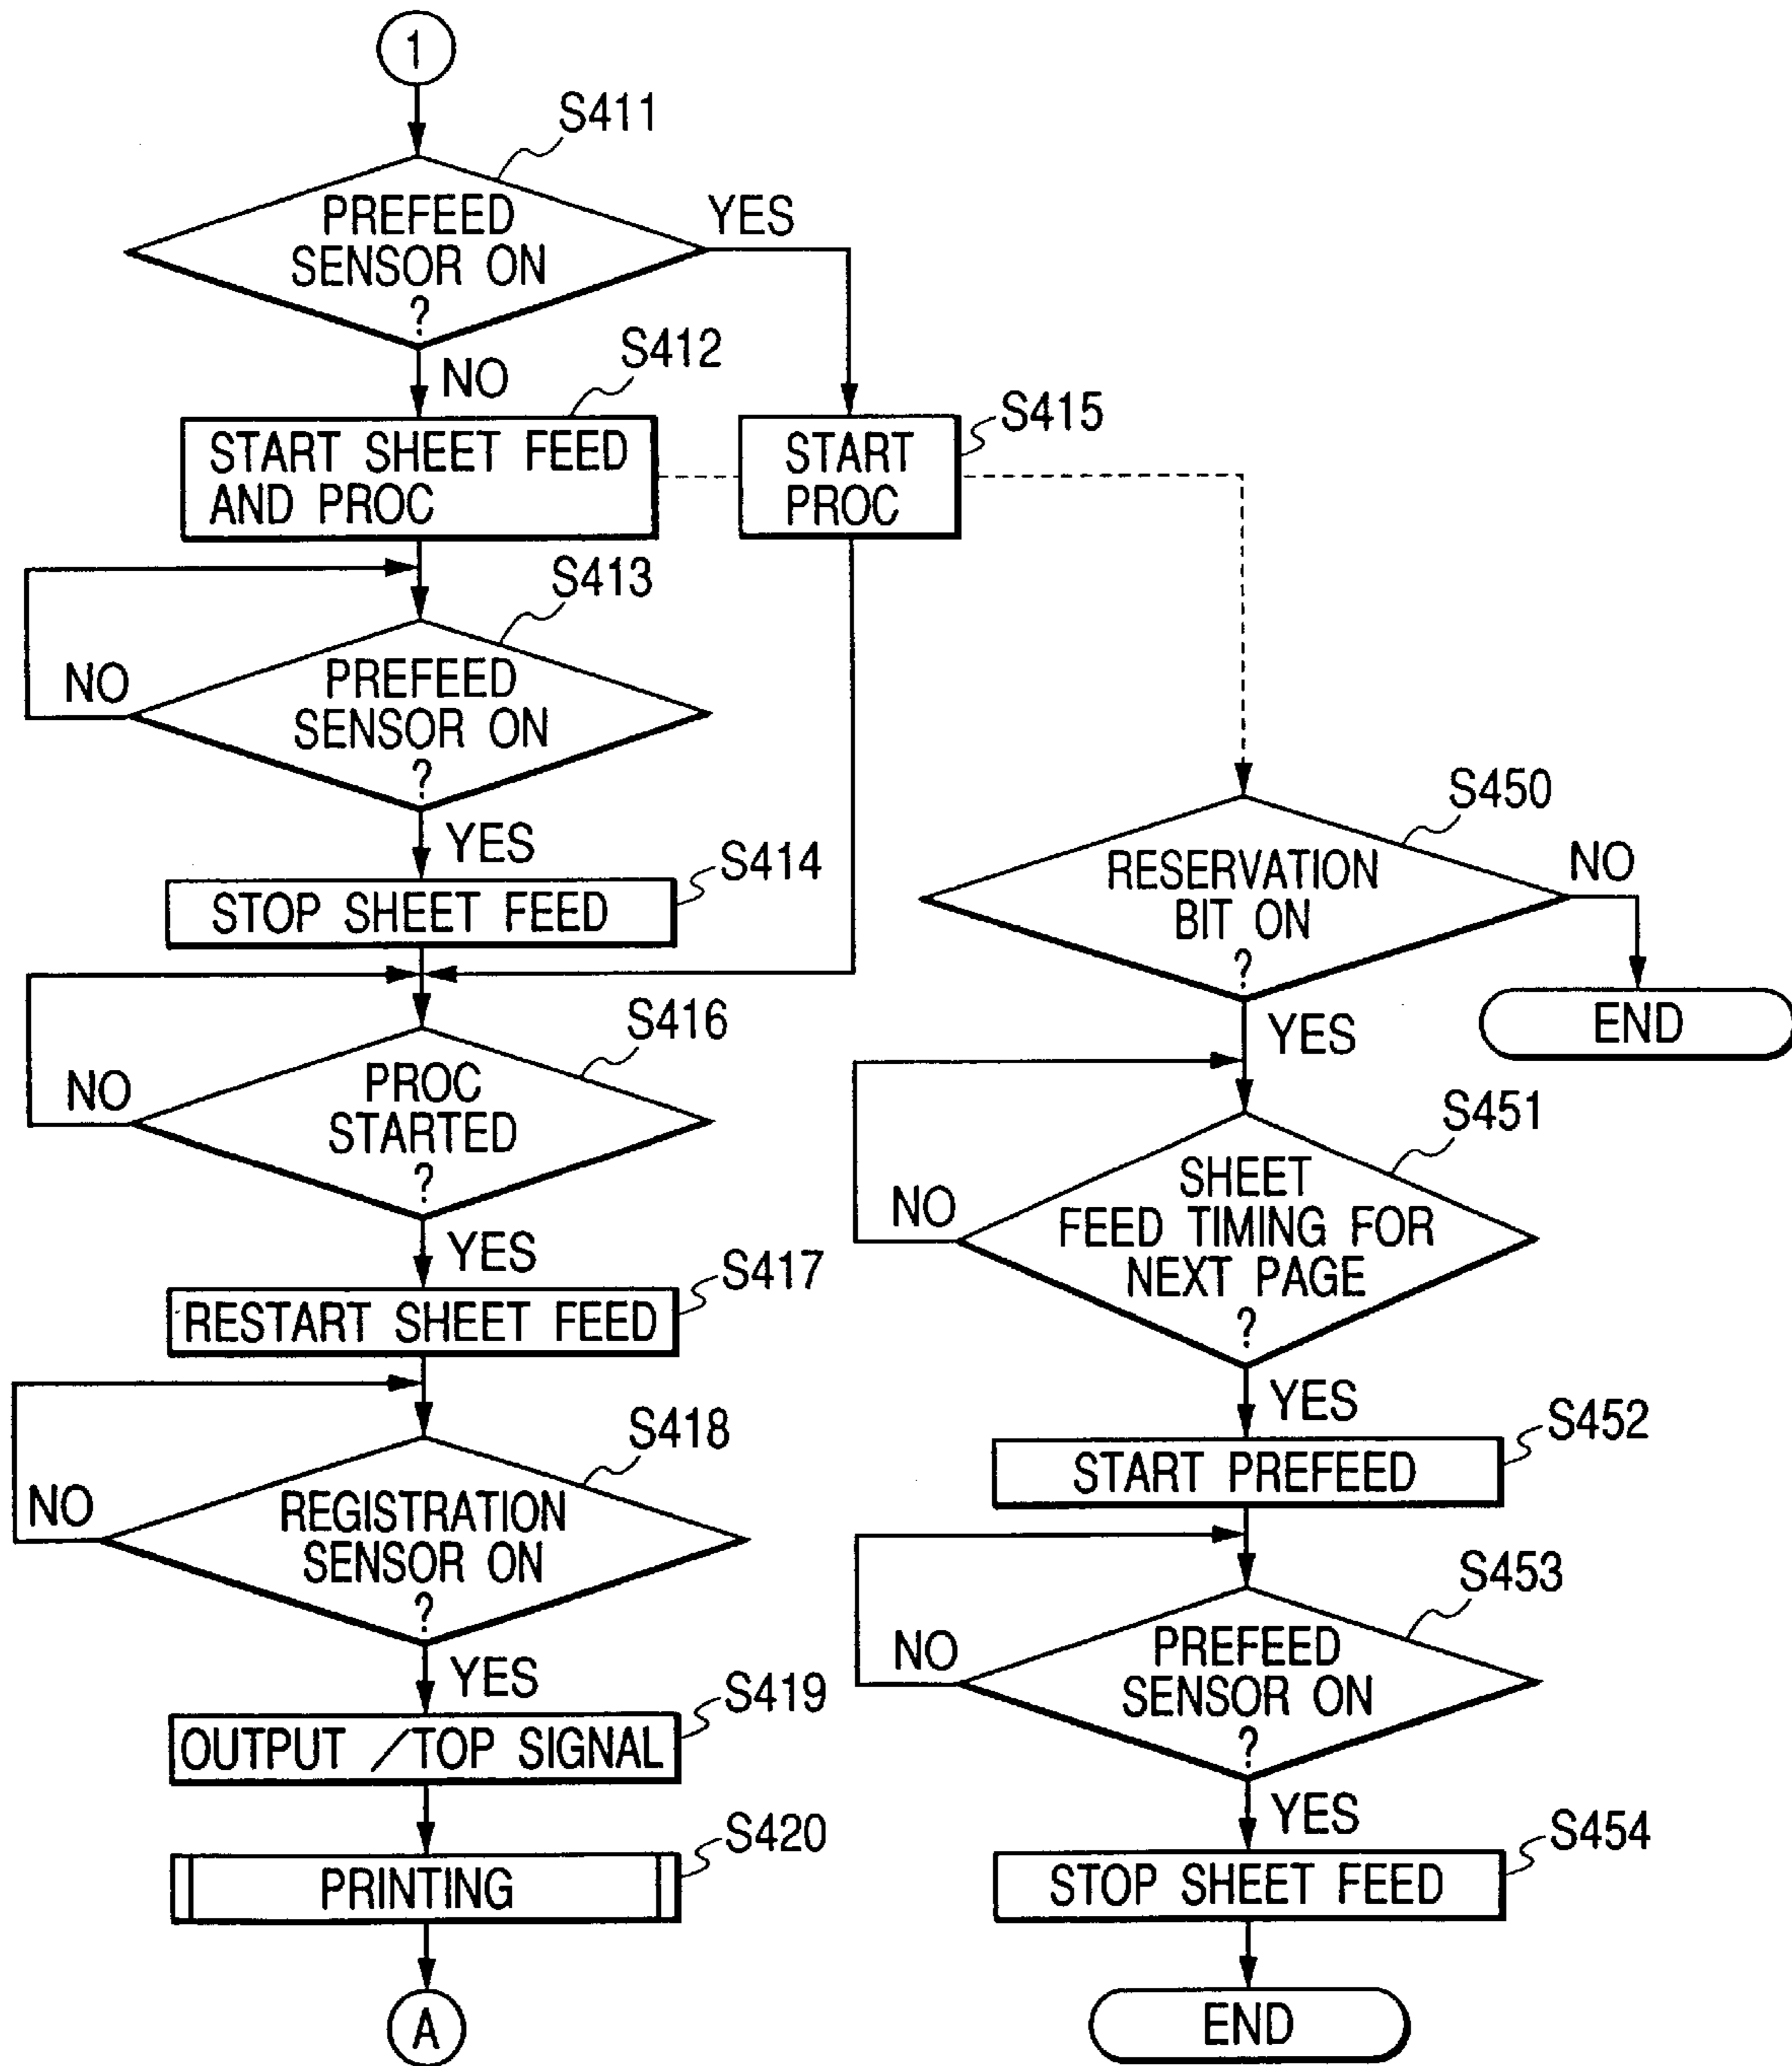 1
S411
PREFEED
SENSOR ON
?
YES
NO
S412
START SHEET FEED
AND PROC
S415
START
PROC
S413
PREFEED
SENSOR ON
?
NO
YES
S414
STOP SHEET FEED
S416
PROC
STARTED
?
NO
YES
S417
RESTART SHEET FEED
S418
REGISTRATION
SENSOR ON
?
NO
YES
S419
OUTPUT /TOP SIGNAL
S420
PRINTING
A
S450
RESERVATION
BIT ON
?
NO
END
YES
S451
SHEET
FEED TIMING FOR
NEXT PAGE
?
NO
YES
S452
START PREFEED
S453
PREFEED
SENSOR ON
?
NO
YES
S454
STOP SHEET FEED
END